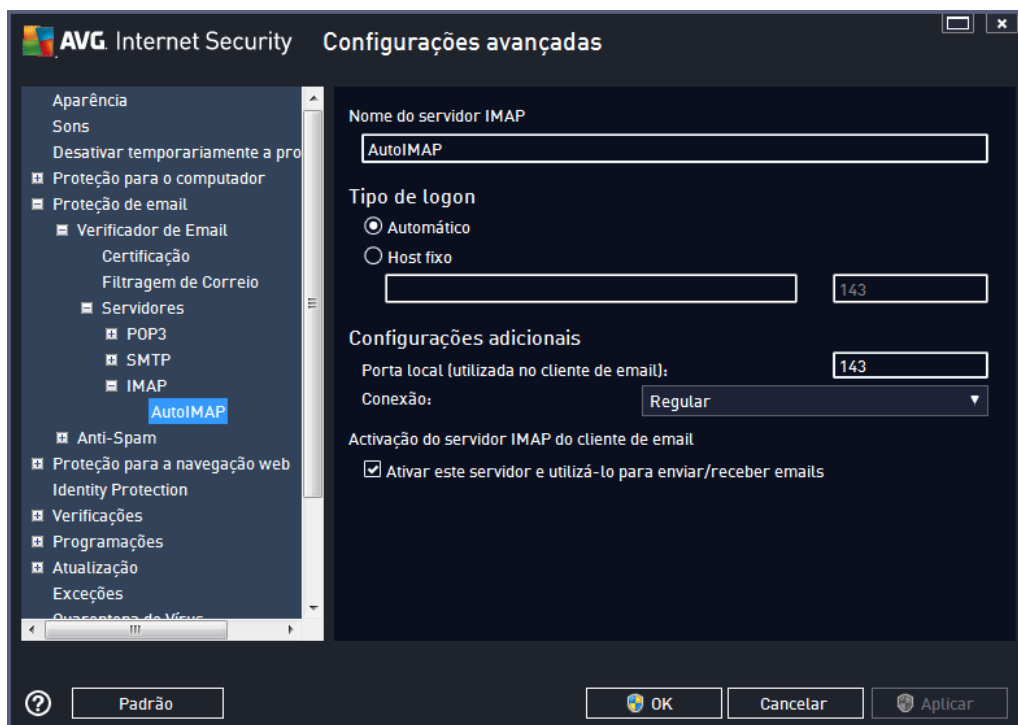 AVG. Internet Security
Configurações avançadas
Aparência
Sons
Desativar temporariamente a pro
Proteção para o computador
Proteção de email
Verificador de Email
Certificação
Filtragem de Correio
Servidores
POP3
SMTP
IMAP
AutoIMAP
Anti-Spam
Proteção para a navegação web
Identity Protection
Verificações
Programações
Atualização
Exceções
Quarentena de Vírus
Nome do servidor IMAP
AutoIMAP
Tipo de logon
Automático
Host fixo
143
Configurações adicionais
Porta local (utilizada no cliente de email):
143
Conexão:
Regular
Activação do servidor IMAP do cliente de email
Ativar este servidor e utilizá-lo para enviar/receber emails
Padrão
OK
Cancelar
Aplicar